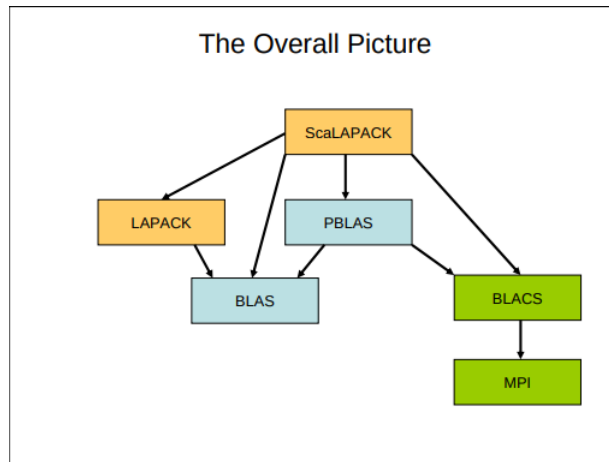 The Overall Picture
ScaLAPACK
LAPACK
PBLAS
BLAS
BLACS
MPI